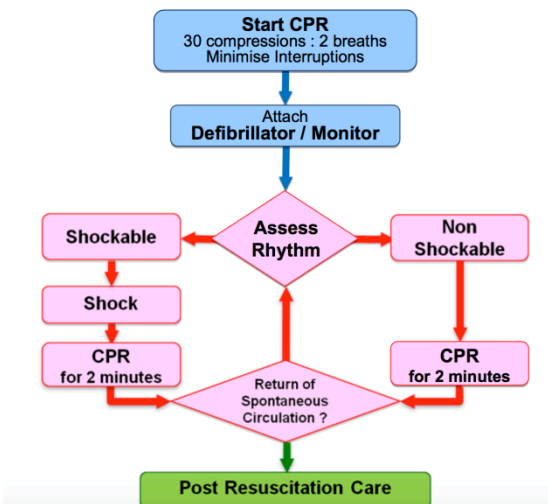 Start CPR
30 compressions : 2 breaths
Minimise Interruptions
Attach
Defibrillator / Monitor
Assess
Rhythm
Shockable
Non
Shockable
Shock
CPR
for 2 minutes
CPR
for 2 minutes
Return of
Spontaneous
Circulation ?
Post Resuscitation Care